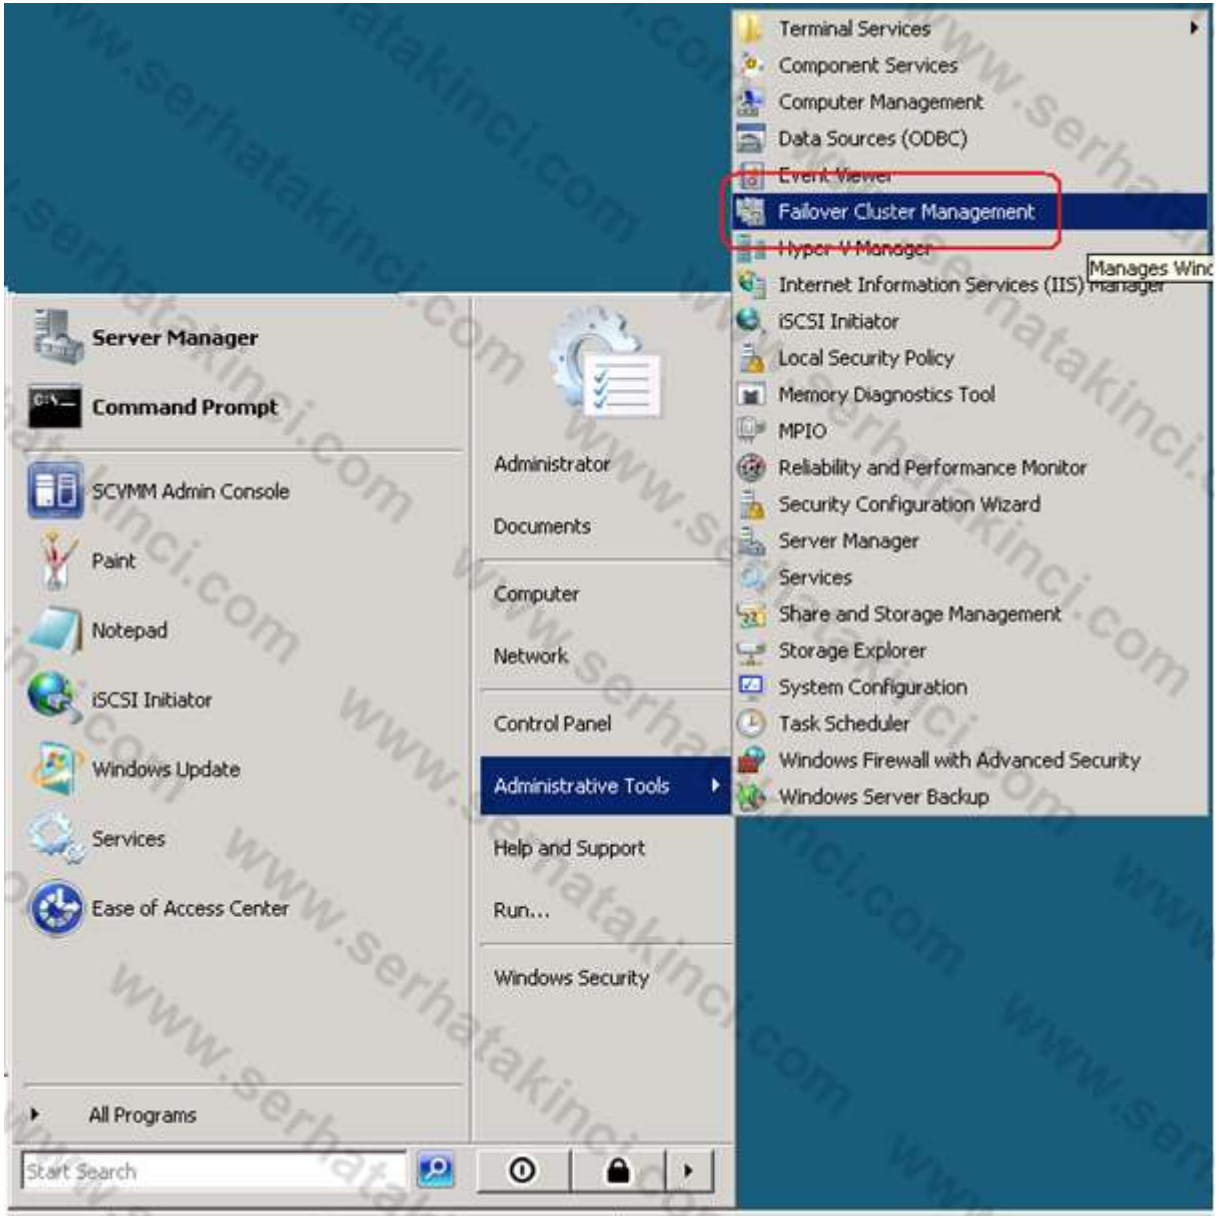 Terminal Services
Component Services
Computer Management
Data Sources (ODBC)
Event Viewer
Failover Cluster Management
Hyper-V Manager
Manages Wind
Internet Information Services (IIS) Manager
iSCSI Initiator
Local Security Policy
Memory Diagnostics Tool
MPIO
Reliability and Performance Monitor
Security Configuration Wizard
Server Manager
Services
Share and Storage Management
Storage Explorer
System Configuration
Task Scheduler
Windows Firewall with Advanced Security
Windows Server Backup
Server Manager
C:\_
Command Prompt
SCVMM Admin Console
Paint
Notepad
iSCSI Initiator
Windows Update
Services
Ease of Access Center
All Programs
Start Search
Administrator
Documents
Computer
Network
Control Panel
Administrative Tools
Help and Support
Run...
Windows Security
www.serhatakinci.com